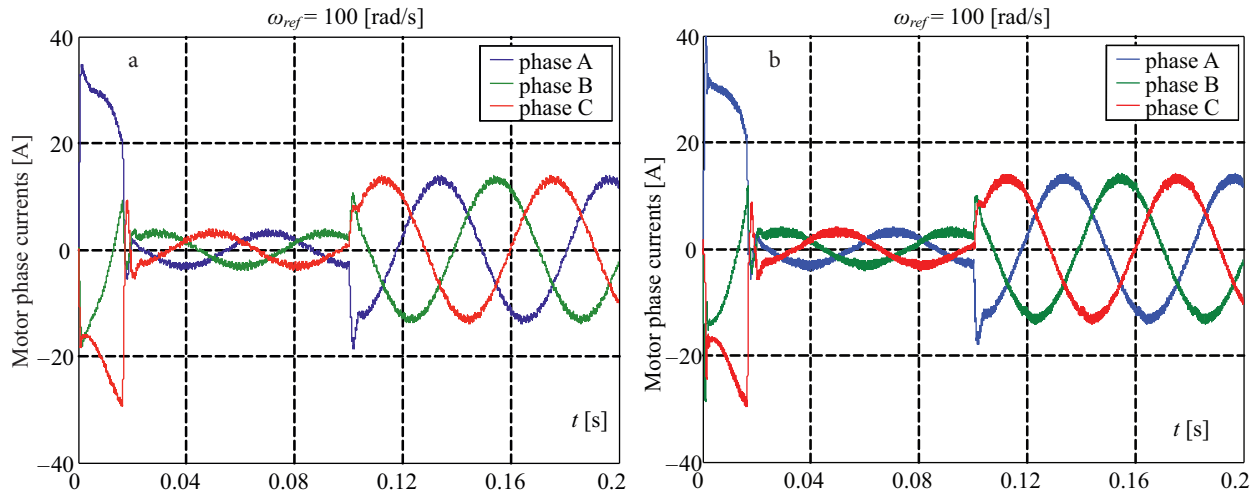 ω_ref = 100 [rad/s]
40
20
0
−20
−40
Motor phase currents [A]
a
phase A
phase B
phase C
t [s]
0
0.04
0.08
0.12
0.16
0.2
ω_ref = 100 [rad/s]
40
20
0
−20
−40
Motor phase currents [A]
b
phase A
phase B
phase C
t [s]
0
0.04
0.08
0.12
0.16
0.2